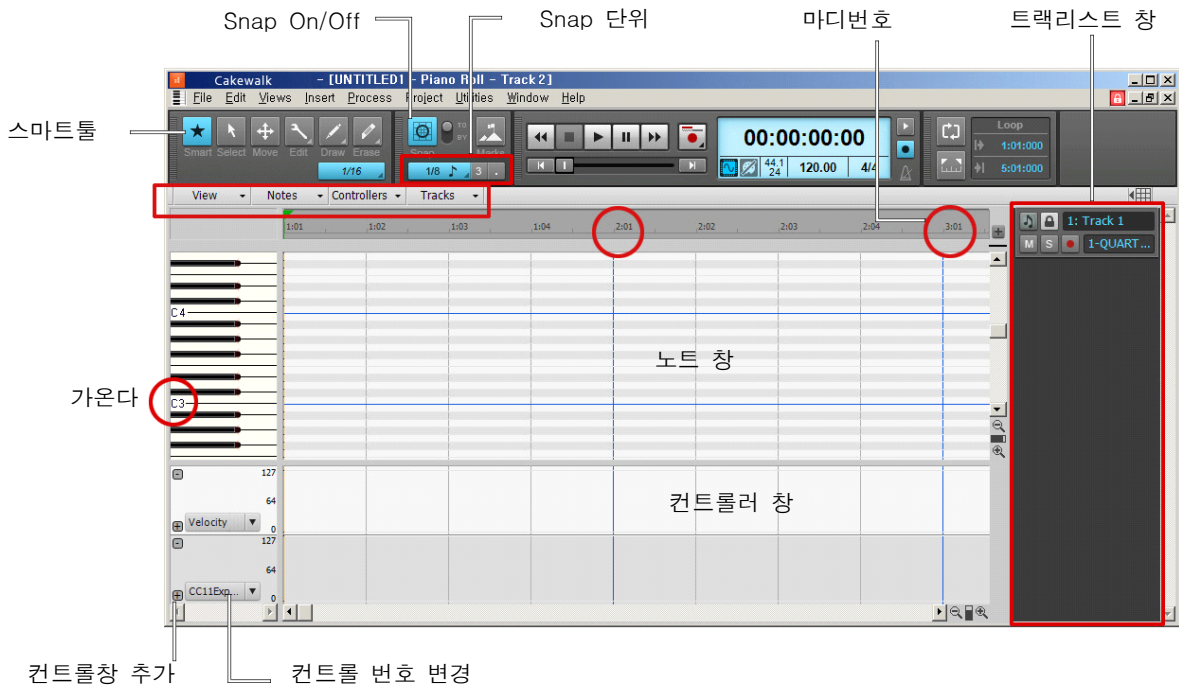 Snap On/Off
Snap 단위
마디번호
트랙리스트 창
Cakewalk - [UNTITLED1 - Piano Roll - Track2]
File Edit Views Insert Process Project Utilities Window Help
스마트툴
Smart Select Move Edit Draw Erase
1/16
Snap
TO
BY
Marks
1/8
3 .
00:00:00:00
44.1
24
120.00
4/4
Loop
1:01:000
5:01:000
View Notes Controllers Tracks
1:01 1:02 1:03 1:04 2:01 2:02 2:03 2:04 3:01
1: Track 1
M S 1-QUART...
C4
노트 창
가온다
C3
127
64
0
Velocity
컨트롤러 창
127
64
0
CC11Exp...
컨트롤창 추가
컨트롤 번호 변경